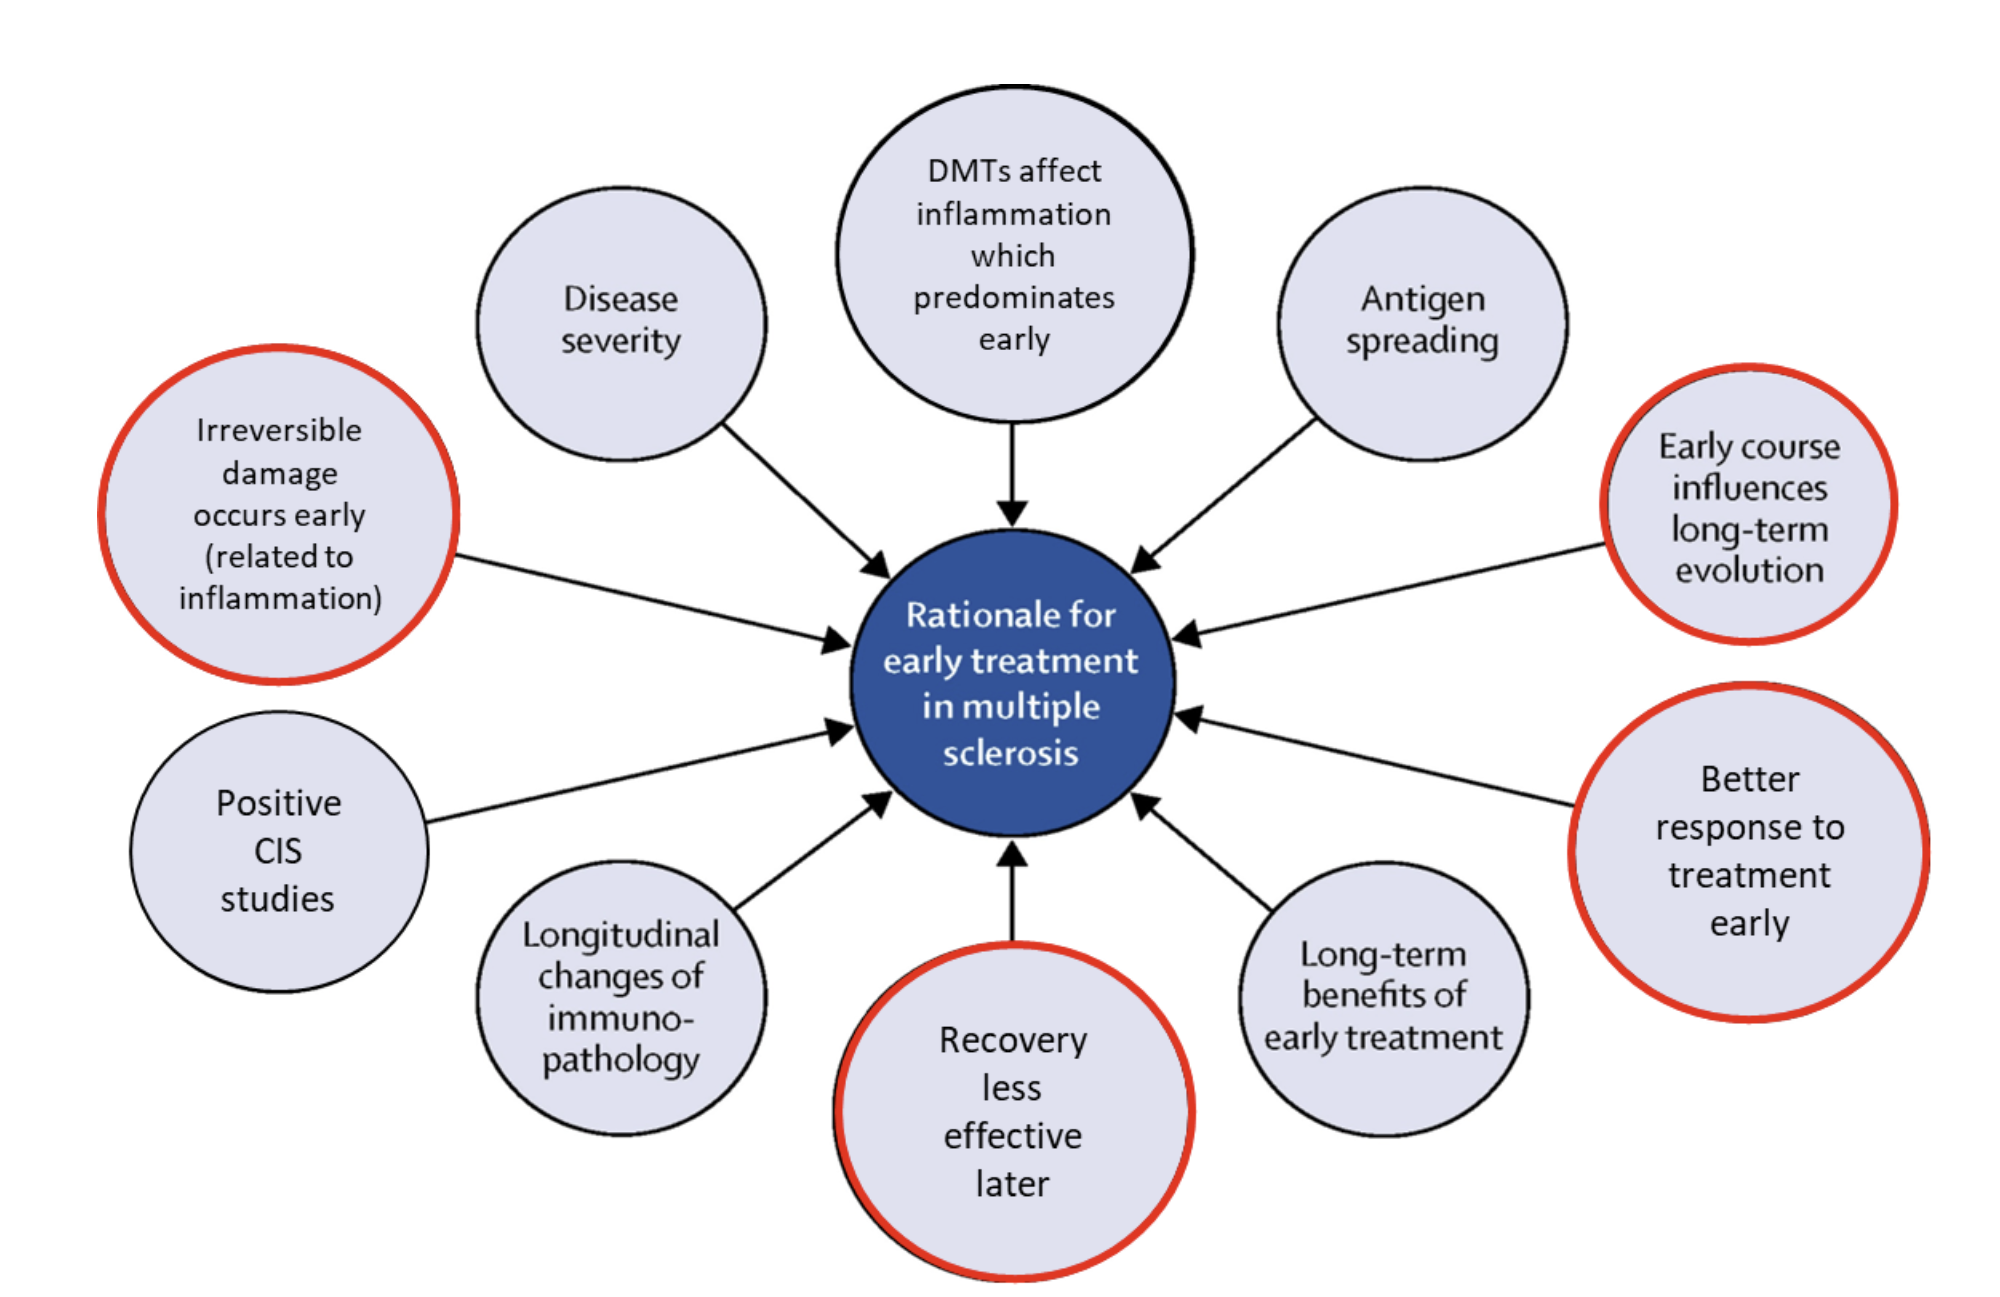 DMTs affect
inflammation
which
predominates
early
Disease
severity
Antigen
spreading
Irreversible
damage
occurs early
(related to
inflammation)
Early course
influences
long-term
evolution
Rationale for
early treatment
in multiple
sclerosis
Positive
CIS
studies
Better
response to
treatment
early
Longitudinal
changes of
immuno-
pathology
Recovery
less
effective
later
Long-term
benefits of
early treatment